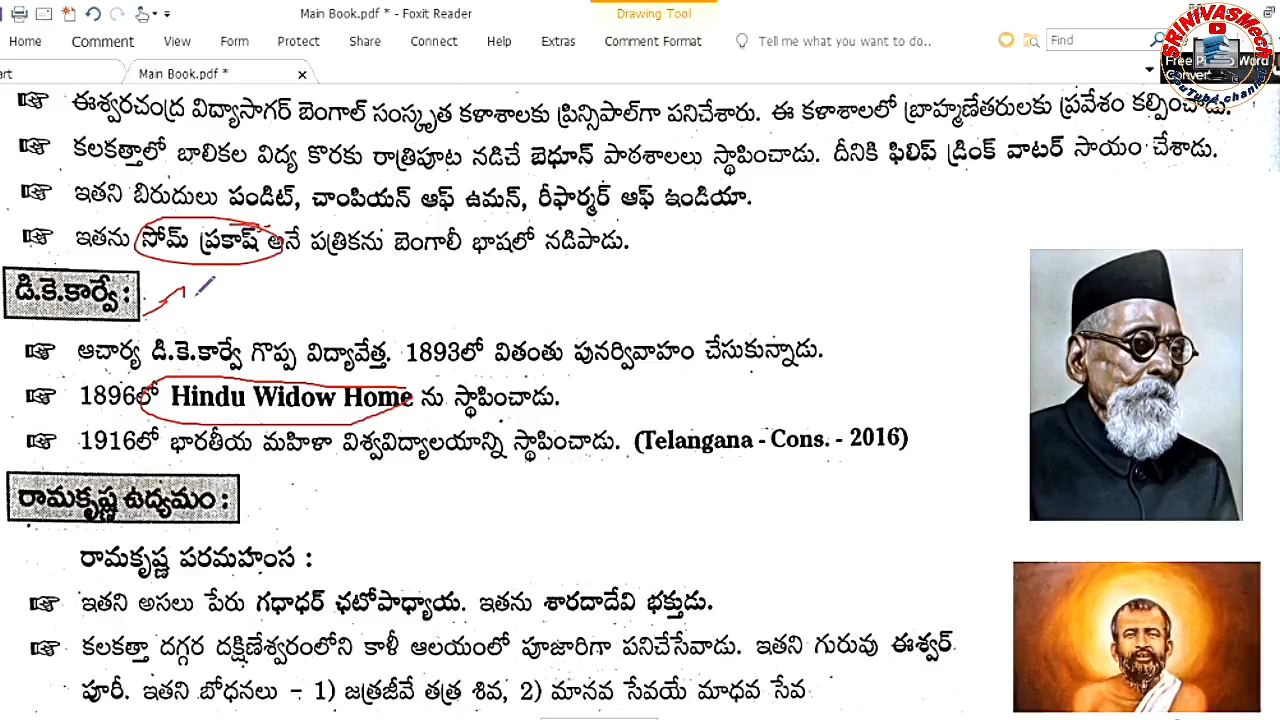 Main Book.pdf * - Foxit Reader
Drawing Tool
Home Comment View Form Protect Share Connect Help Extras Comment Format Tell me what you want to do.. Find
SRINIVASMech
YouTube channel
Main Book.pdf *
ఈశ్వరచంద్ర విద్యాసాగర్ బెంగాల్ సంస్కృత కళాశాలకు ప్రిన్సిపాల్‌గా పనిచేశారు. ఈ కళాశాలలో బ్రాహ్మణేతరులకు ప్రవేశం కల్పించాడు.
కలకత్తాలో బాలికల విద్య కొరకు రాత్రిపూట నడిచే బెథూన్ పాఠశాలలు స్థాపించాడు. దీనికి ఫిలిప్ డ్రింక్ వాటర్ సాయం చేశాడు.
ఇతని బిరుదులు పండిట్, చాంపియన్ ఆఫ్ ఉమన్, రీఫార్మర్ ఆఫ్ ఇండియా.
ఇతను సోమ్ ప్రకాష్ అనే పత్రికను బెంగాలీ భాషలో నడిపాడు.
డి.కె.కార్వే :
ఆచార్య డి.కె.కార్వే గొప్ప విద్యావేత్త. 1893లో వితంతు పునర్వివాహం చేసుకున్నాడు.
1896లో Hindu Widow Home ను స్థాపించాడు.
1916లో భారతీయ మహిళా విశ్వవిద్యాలయాన్ని స్థాపించాడు. (Telangana - Cons. - 2016)
రామకృష్ణ ఉద్యమం :
రామకృష్ణ పరమహంస :
ఇతని అసలు పేరు గధాధర్ ఛటోపాధ్యాయ. ఇతను శారదాదేవి భక్తుడు.
కలకత్తా దగ్గర దక్షిణేశ్వరంలోని కాళీ ఆలయంలో పూజారిగా పనిచేసేవాడు. ఇతని గురువు ఈశ్వర్
పూరీ. ఇతని బోధనలు - 1) జత్రజీవే తత్ర శివ, 2) మానవ సేవయే మాధవ సేవ